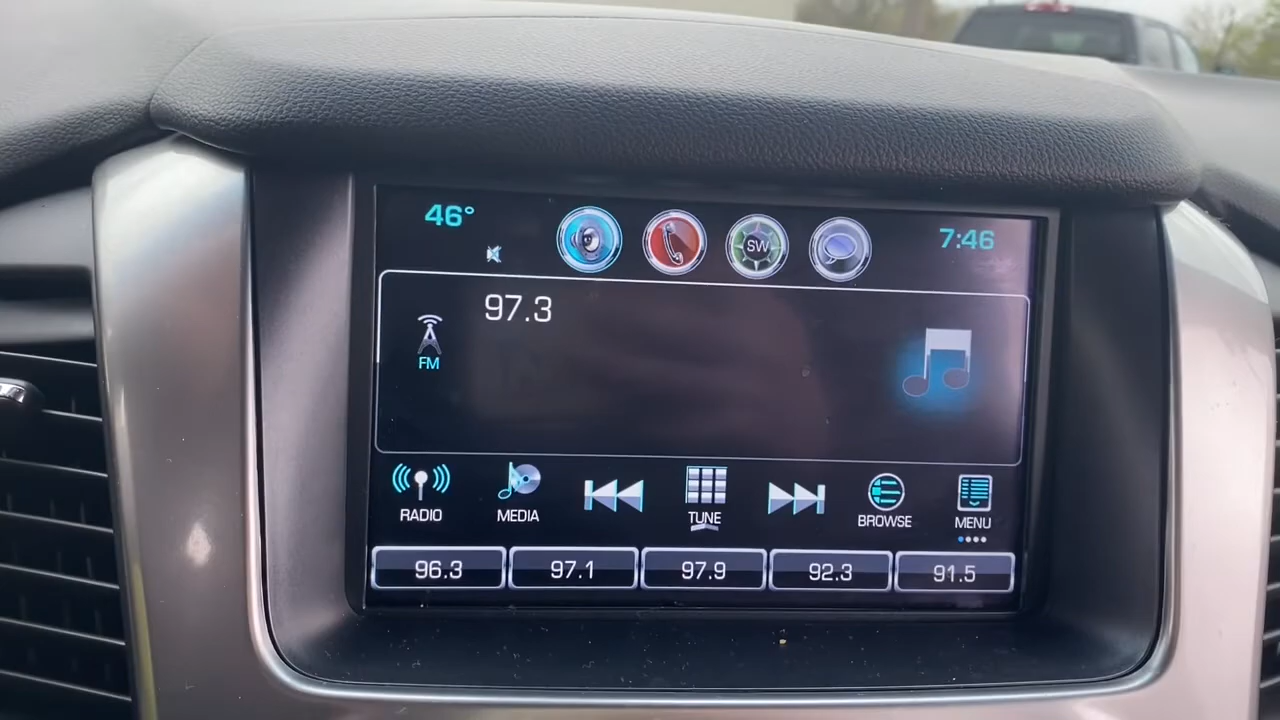 46°
SW
7:46
97.3
FM
RADIO
MEDIA
TUNE
BROWSE
MENU
96.3
97.1
97.9
92.3
91.5